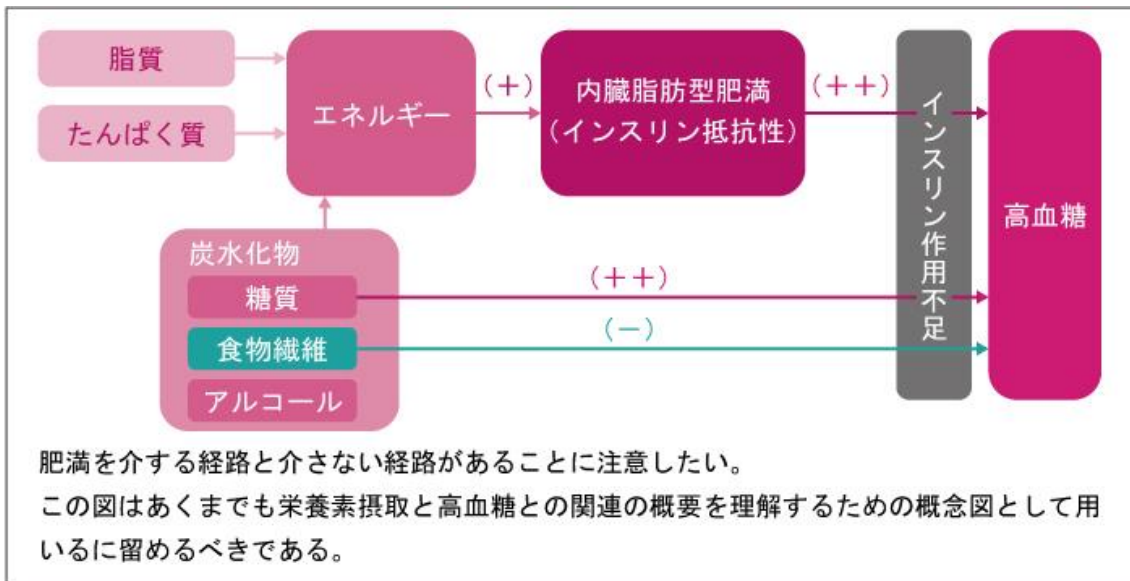 脂質
たんぱく質
エネルギー
(+)
内臓脂肪型肥満
(インスリン抵抗性)
(++)
インスリン作用不足
高血糖
炭水化物
糖質
(++)
食物繊維
(−)
アルコール
肥満を介する経路と介さない経路があることに注意したい。
この図はあくまでも栄養素摂取と高血糖との関連の概要を理解するための概念図として用
いるに留めるべきである。